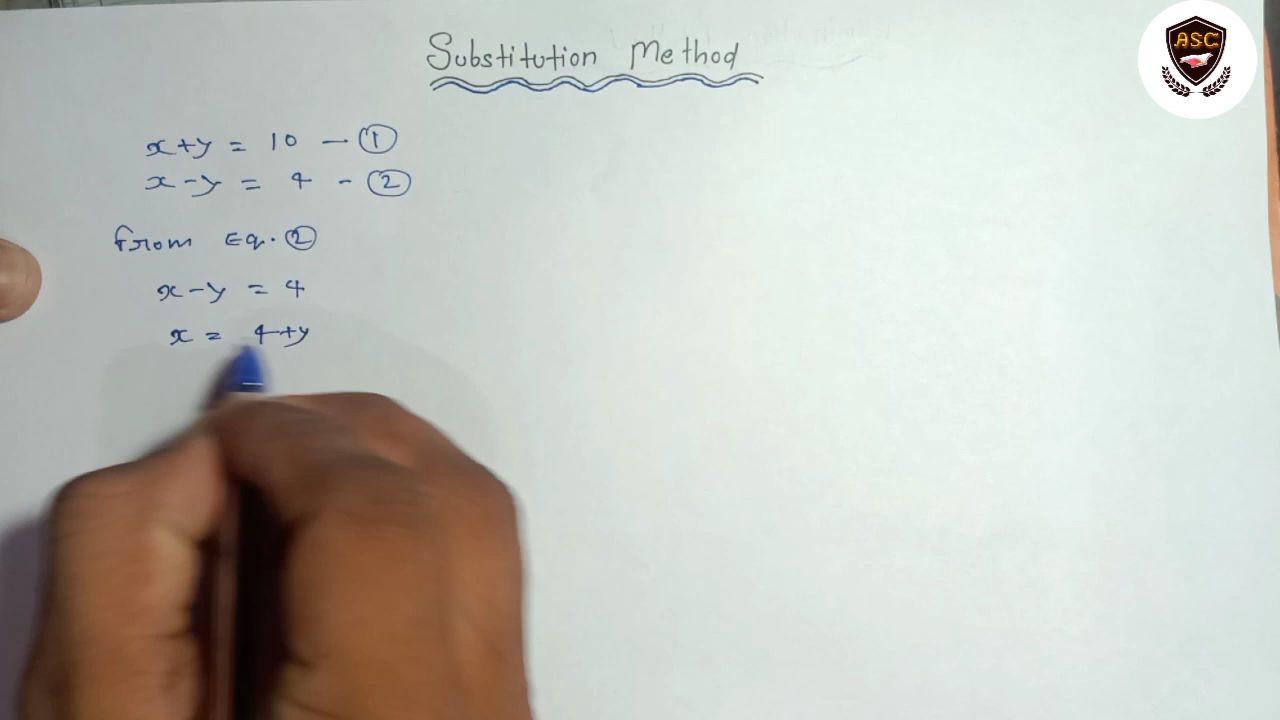 Substitution Method
ASC
x+y = 10 — ①
x-y = 4 - ②
from Eq. ②
x-y = 4
x = 4+y